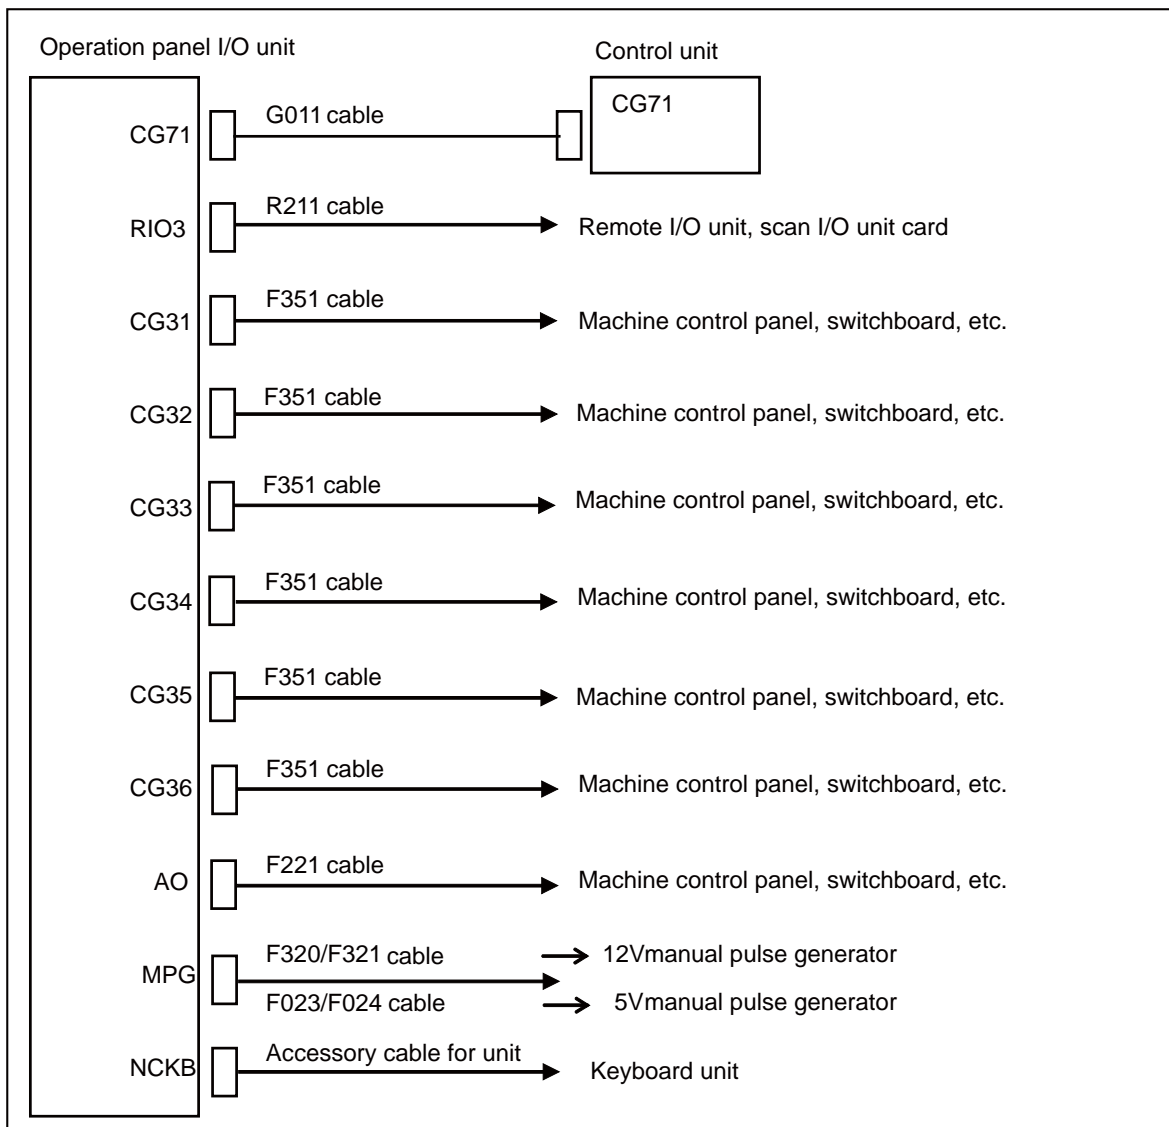 Operation panel I/O unit
Control unit
CG71
G011 cable
CG71
RIO3
R211 cable
Remote I/O unit, scan I/O unit card
CG31
F351 cable
Machine control panel, switchboard, etc.
CG32
F351 cable
Machine control panel, switchboard, etc.
CG33
F351 cable
Machine control panel, switchboard, etc.
CG34
F351 cable
Machine control panel, switchboard, etc.
CG35
F351 cable
Machine control panel, switchboard, etc.
CG36
F351 cable
Machine control panel, switchboard, etc.
AO
F221 cable
Machine control panel, switchboard, etc.
MPG
F320/F321 cable
12Vmanual pulse generator
F023/F024 cable
5Vmanual pulse generator
NCKB
Accessory cable for unit
Keyboard unit